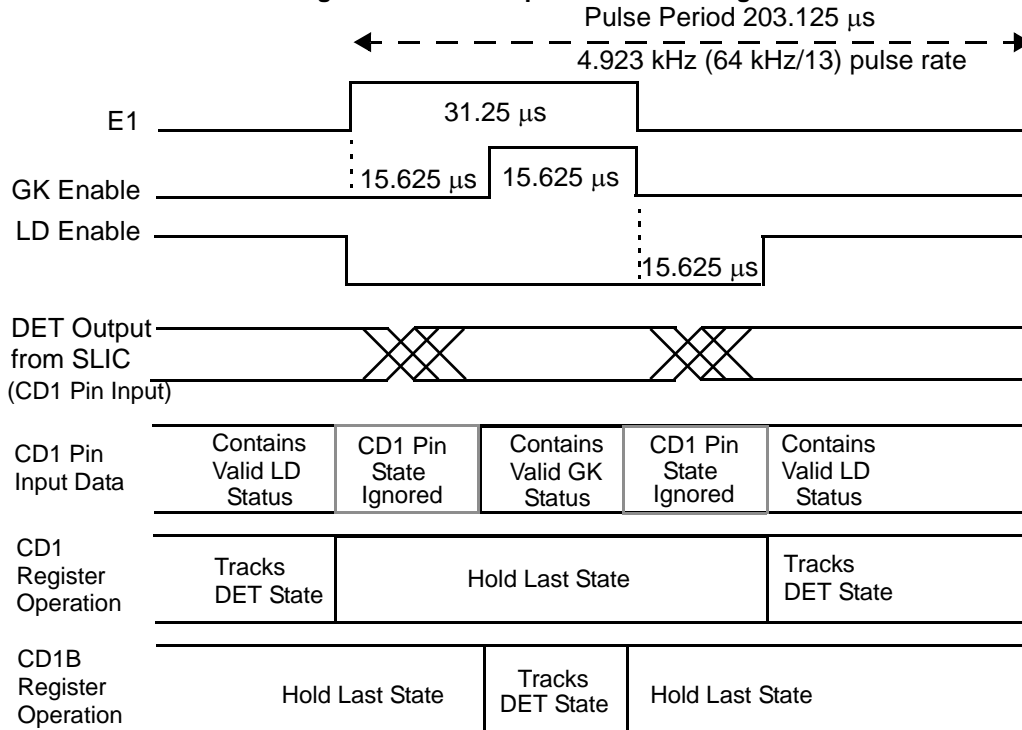 Pulse Period 203.125 μs
4.923 kHz (64 kHz/13) pulse rate
E1
31.25 μs
GK Enable
15.625 μs
15.625 μs
LD Enable
15.625 μs
DET Output
from SLIC
(CD1 Pin Input)
CD1 Pin
Input Data
Contains
Valid LD
Status
CD1 Pin
State
Ignored
Contains
Valid GK
Status
CD1 Pin
State
Ignored
Contains
Valid LD
Status
CD1
Register
Operation
Tracks
DET State
Hold Last State
Tracks
DET State
CD1B
Register
Operation
Hold Last State
Tracks
DET State
Hold Last State